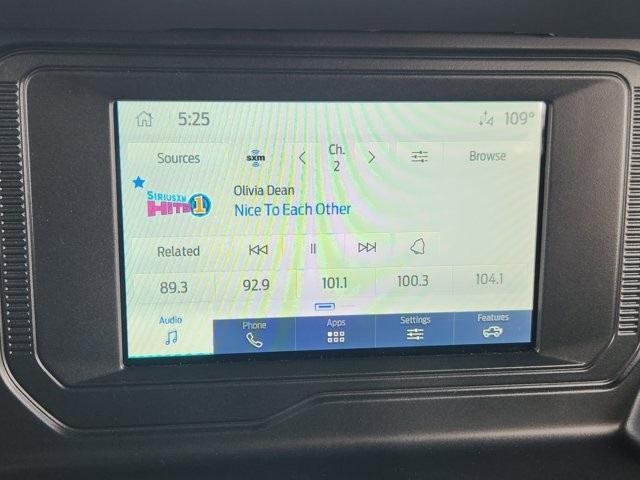 5:25
109°
Sources
sxm
Ch.
2
Browse
SIRIUSXM
HITS 1
Olivia Dean
Nice To Each Other
Related
89.3
92.9
101.1
100.3
104.1
Audio
Phone
Apps
Settings
Features